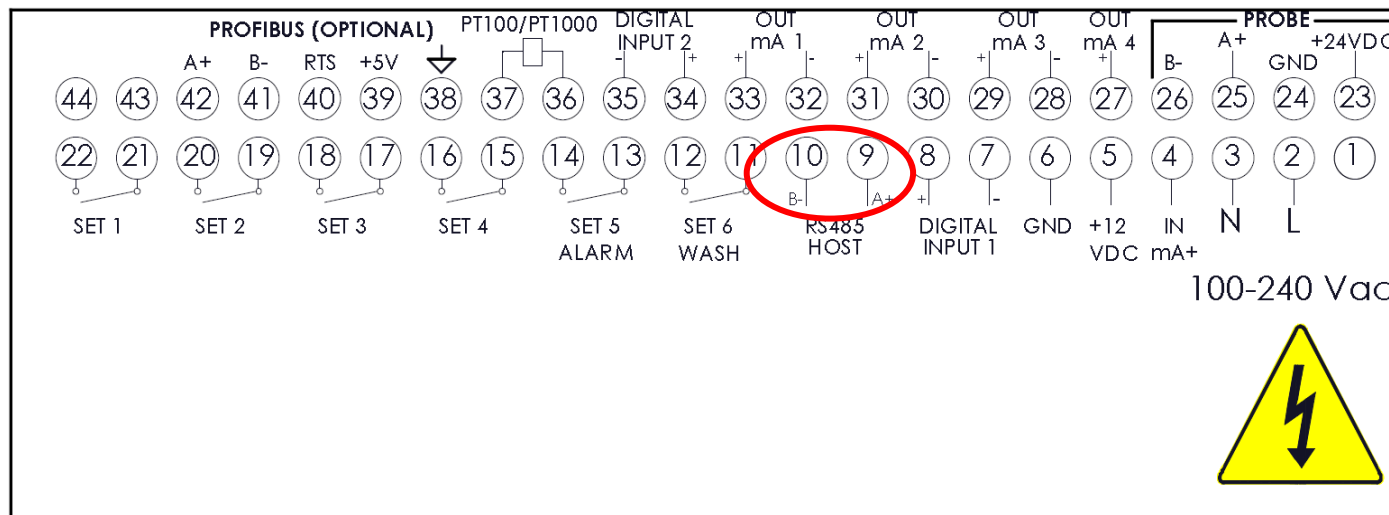 PROFIBUS (OPTIONAL) PT100/PT1000 DIGITAL INPUT 2 OUT mA 1 OUT mA 2 OUT mA 3 OUT mA 4 PROBE
A+ B- RTS +5V - + + - + - + - + B- A+ GND +24VDC
44 43 42 41 40 39 38 37 36 35 34 33 32 31 30 29 28 27 26 25 24 23
22 21 20 19 18 17 16 15 14 13 12 11 10 9 8 7 6 5 4 3 2 1
B- A+ + -
SET 1 SET 2 SET 3 SET 4 SET 5 ALARM SET 6 WASH RS485 HOST DIGITAL INPUT 1 GND +12 VDC IN mA+ N L
100-240 Vac